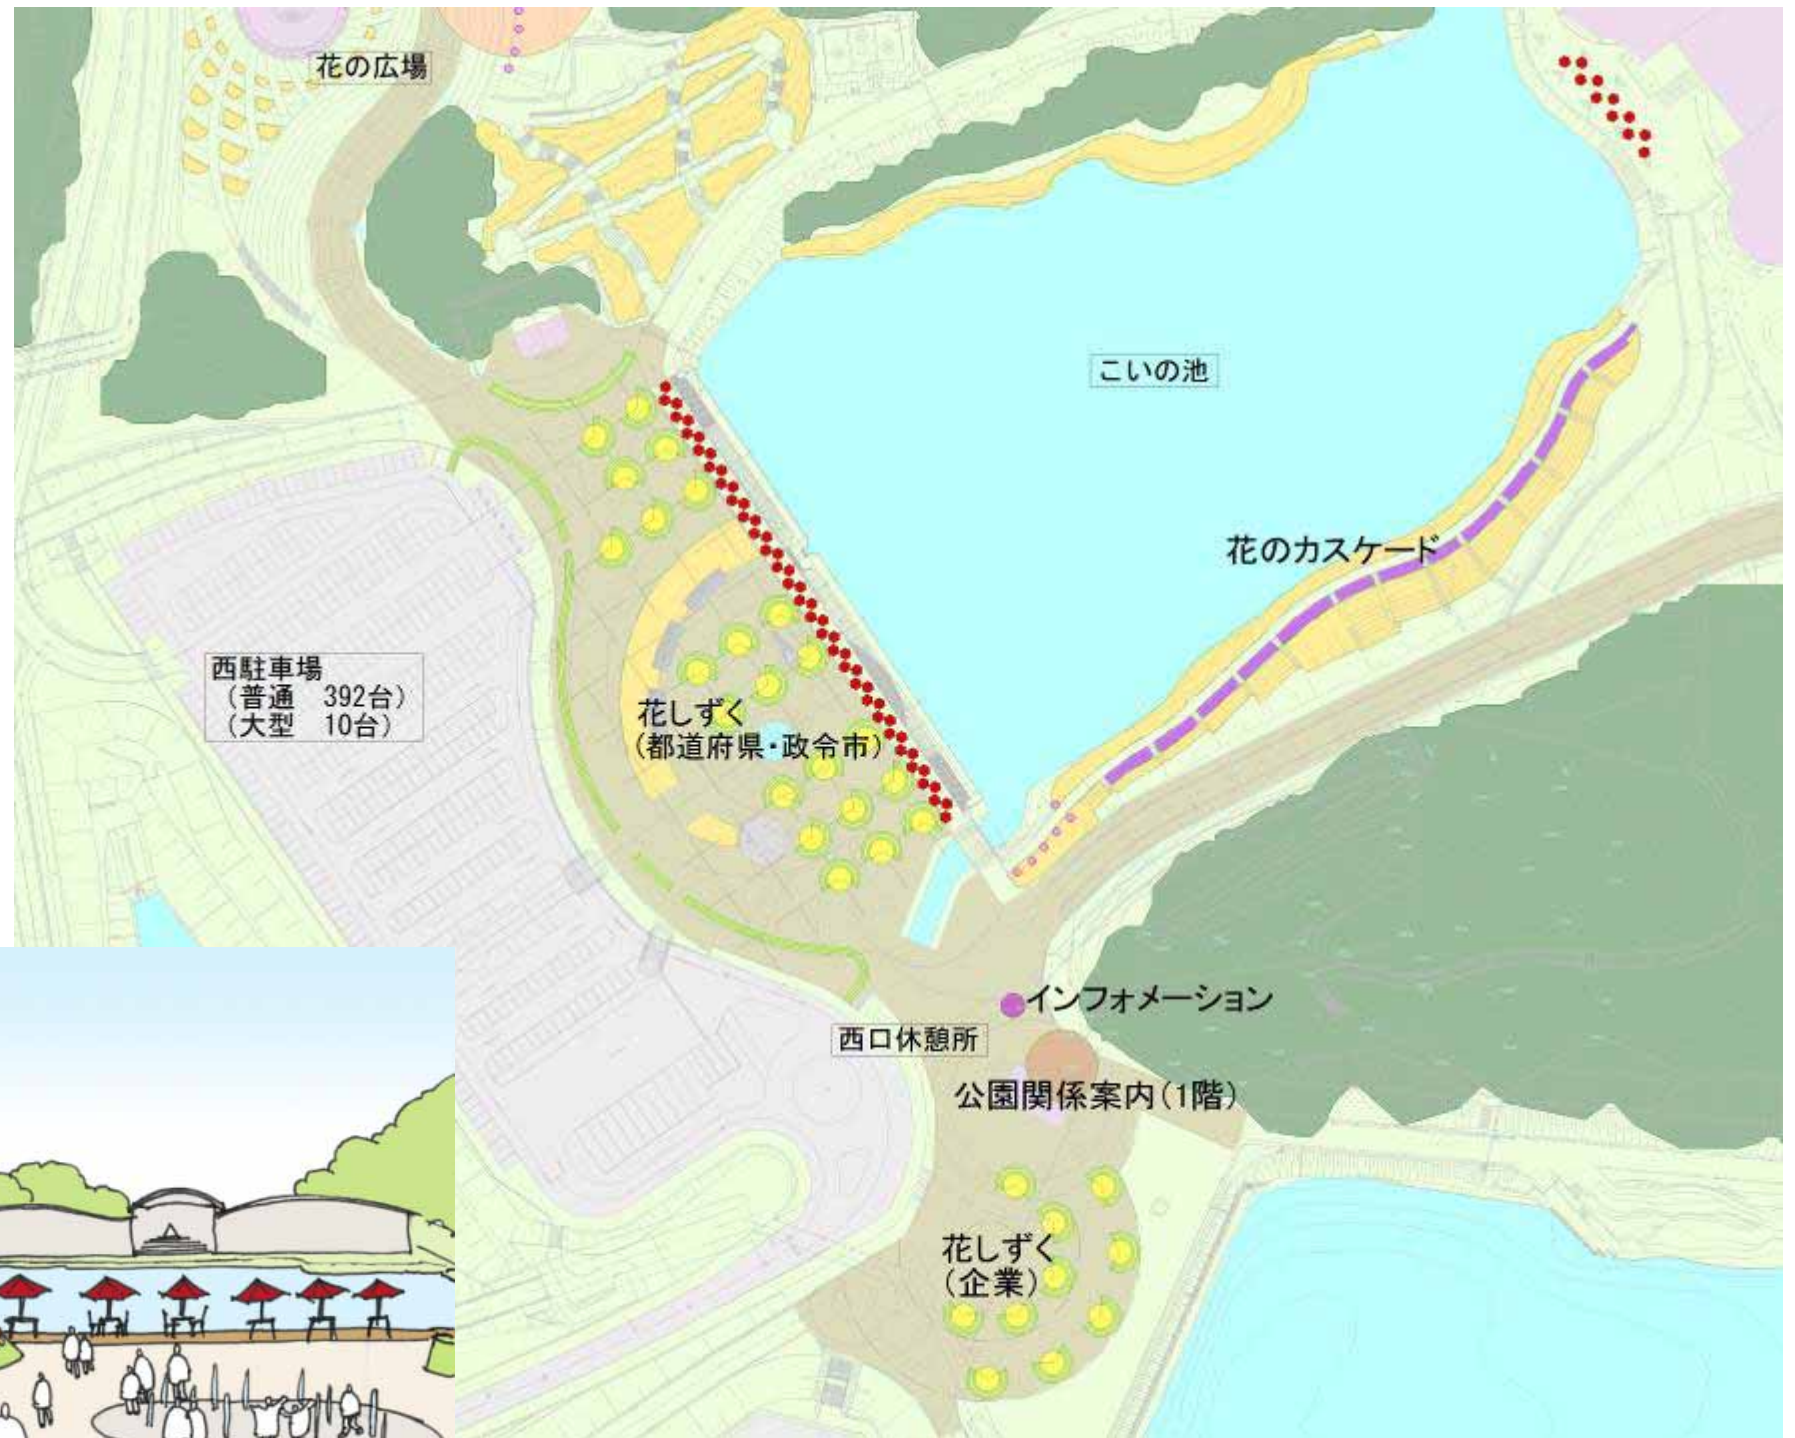 花の広場
こいの池
花のカスケード
西駐車場
(普通 392台)
(大型 10台)
花しずく
(都道府県・政令市)
インフォメーション
西口休憩所
公園関係案内(1階)
花しずく
(企業)